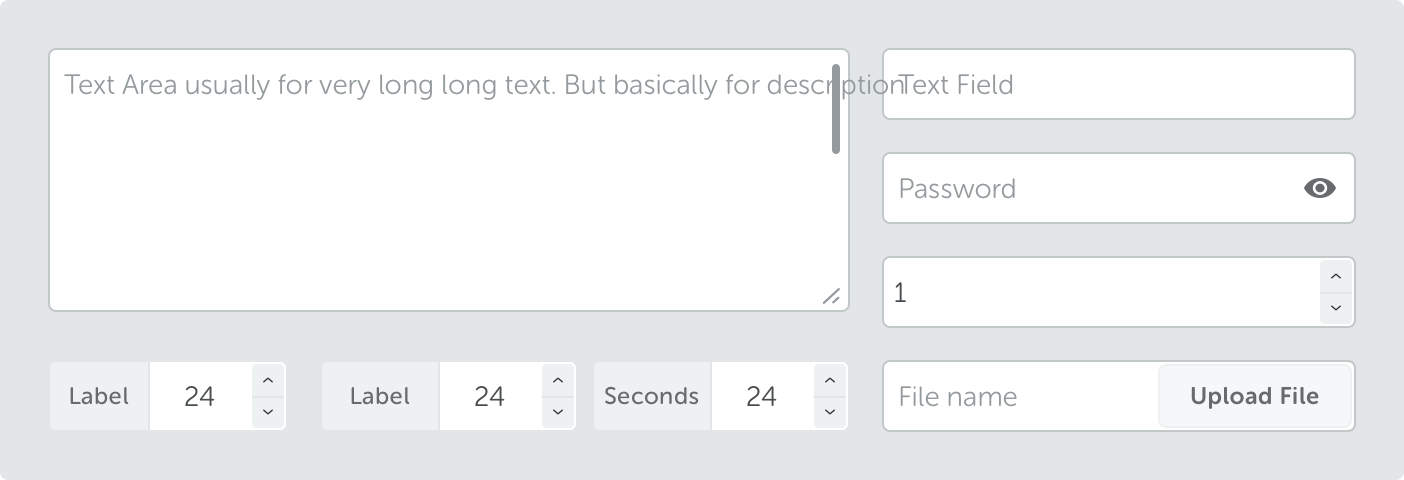 Text Area usually for very long long text. But basically for description
Text Field
Password
1
Label 24
Label 24
Seconds 24
File name
Upload File